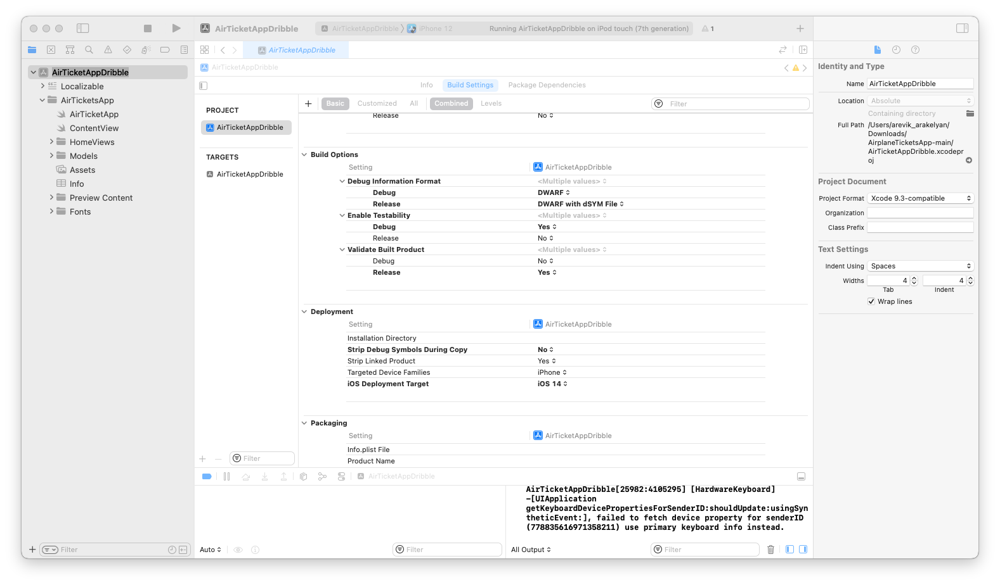 AirTicketAppDribble
AirTicketAppDribble
iPhone 12
Running AirTicketAppDribble on iPod touch (7th generation)
1
AirTicketAppDribble
AirTicketAppDribble
AirTicketAppDribble
Localizable
AirTicketsApp
AirTicketApp
ContentView
HomeViews
Models
Assets
Info
Preview Content
Fonts
Filter
Info
Build Settings
Package Dependencies
PROJECT
AirTicketAppDribble
TARGETS
AirTicketAppDribble
Filter
Basic
Customized
All
Combined
Levels
Filter
Release No
Build Options
Setting AirTicketAppDribble
Debug Information Format <Multiple values>
Debug DWARF
Release DWARF with dSYM File
Enable Testability <Multiple values>
Debug Yes
Release No
Validate Built Product <Multiple values>
Debug No
Release Yes
Deployment
Setting AirTicketAppDribble
Installation Directory
Strip Debug Symbols During Copy No
Strip Linked Product Yes
Targeted Device Families iPhone
iOS Deployment Target iOS 14
Packaging
Setting AirTicketAppDribble
Info.plist File
Product Name
AirTicketAppDribble
AirTicketAppDribble[25982:4105295] [HardwareKeyboard]
-[UIApplication
getKeyboardDevicePropertiesForSenderID:shouldUpdate:usingSyn
theticEvent:], failed to fetch device property for senderID
(778835616971358211) use primary keyboard info instead.
Auto
Filter
All Output
Filter
Identity and Type
Name AirTicketAppDribble
Location Absolute
Containing directory
Full Path /Users/arevik_arakelyan/
Downloads/
AirplaneTicketsApp-main/
AirTicketAppDribble.xcodepr
oj
Project Document
Project Format Xcode 9.3-compatible
Organization
Class Prefix
Text Settings
Indent Using Spaces
Widths 4 4
Tab Indent
Wrap lines